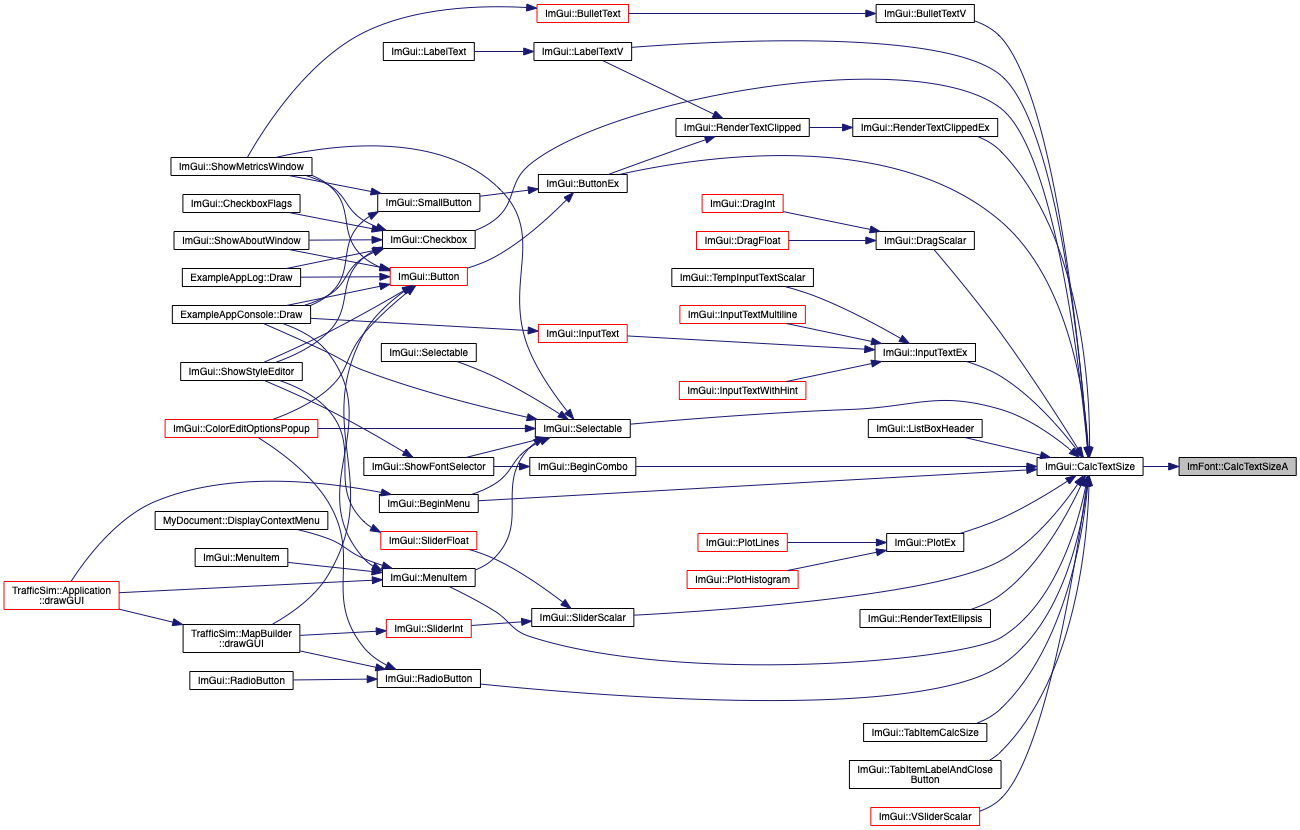 ImGui::BulletText
ImGui::BulletTextV
ImGui::LabelText
ImGui::LabelTextV
ImGui::RenderTextClipped
ImGui::RenderTextClippedEx
ImGui::ShowMetricsWindow
ImGui::ButtonEx
ImGui::CheckboxFlags
ImGui::SmallButton
ImGui::DragInt
ImGui::ShowAboutWindow
ImGui::Checkbox
ImGui::DragFloat
ImGui::DragScalar
ExampleAppLog::Draw
ImGui::Button
ImGui::TempInputTextScalar
ExampleAppConsole::Draw
ImGui::InputTextMultiline
ImGui::InputText
ImGui::Selectable
ImGui::InputTextEx
ImGui::ShowStyleEditor
ImGui::InputTextWithHint
ImGui::ColorEditOptionsPopup
ImGui::Selectable
ImGui::ListBoxHeader
ImGui::ShowFontSelector
ImGui::BeginCombo
ImGui::CalcTextSize
ImFont::CalcTextSizeA
ImGui::BeginMenu
MyDocument::DisplayContextMenu
ImGui::SliderFloat
ImGui::PlotLines
ImGui::PlotEx
ImGui::MenuItem
ImGui::MenuItem
ImGui::PlotHistogram
TrafficSim::Application
::drawGUI
ImGui::SliderScalar
ImGui::RenderTextEllipsis
TrafficSim::MapBuilder
::drawGUI
ImGui::SliderInt
ImGui::RadioButton
ImGui::RadioButton
ImGui::TabItemCalcSize
ImGui::TabItemLabelAndClose
Button
ImGui::VSliderScalar